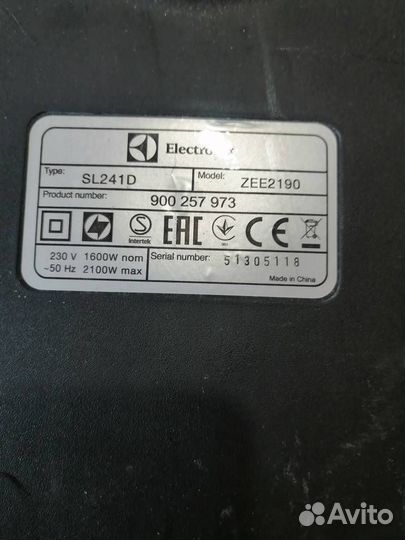 Electrolux
Type: SL241D Model: ZEE2190
Product number: 900 257 973
S Intertek EAC CE
230 V 1600W nom Serial number: 51305118
~50 Hz 2100W max Made in China
Avito